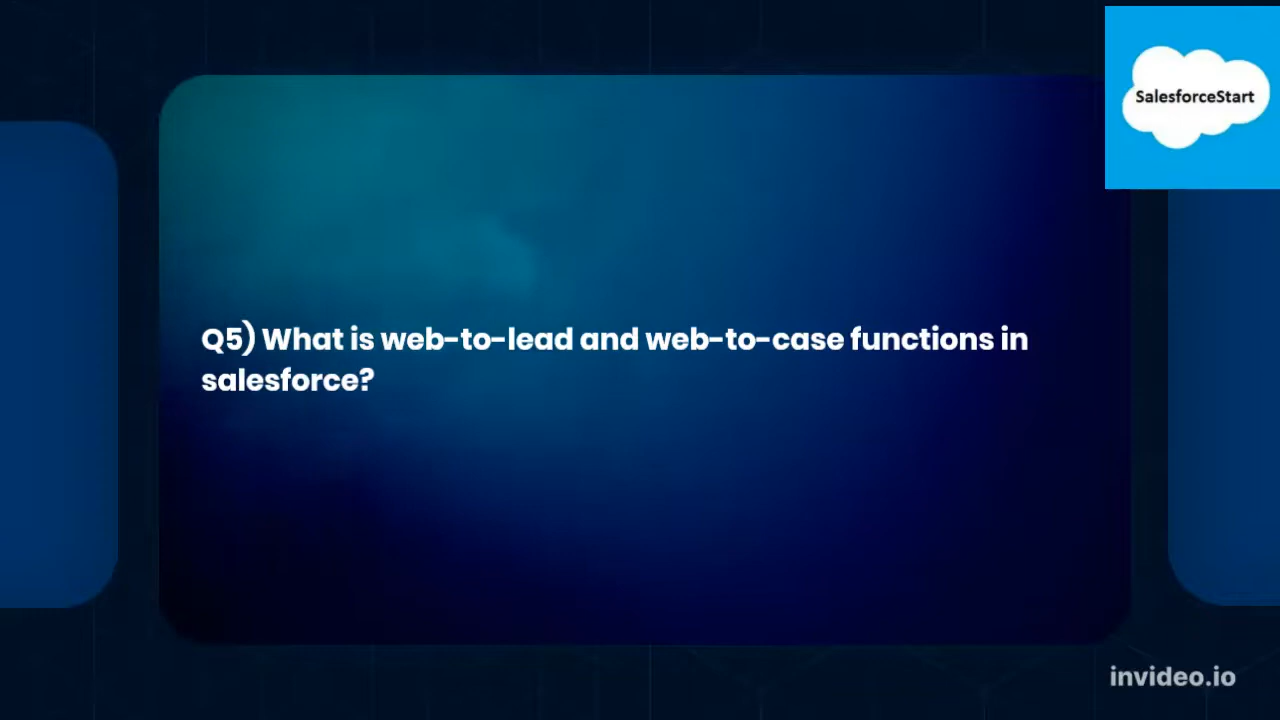 SalesforceStart
Q5) What is web-to-lead and web-to-case functions in
salesforce?
invideo.io